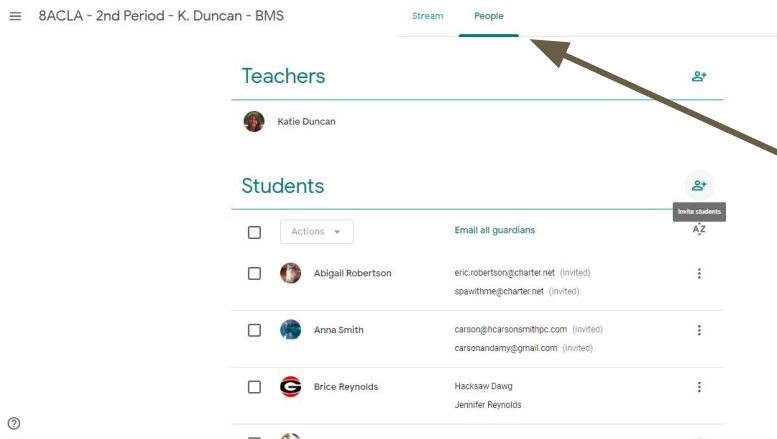 8ACLA - 2nd Period - K. Duncan - BMS
Stream People
Teachers
Katie Duncan
Students
Invite students
Actions Email all guardians AZ
Abigail Robertson eric.robertson@charter.net (invited)
spawithme@charter.net (invited)
Anna Smith carson@hcarsonsmithpc.com (invited)
carsonandamy@gmail.com (invited)
G Brice Reynolds Hacksaw Dawg
Jennifer Reynolds